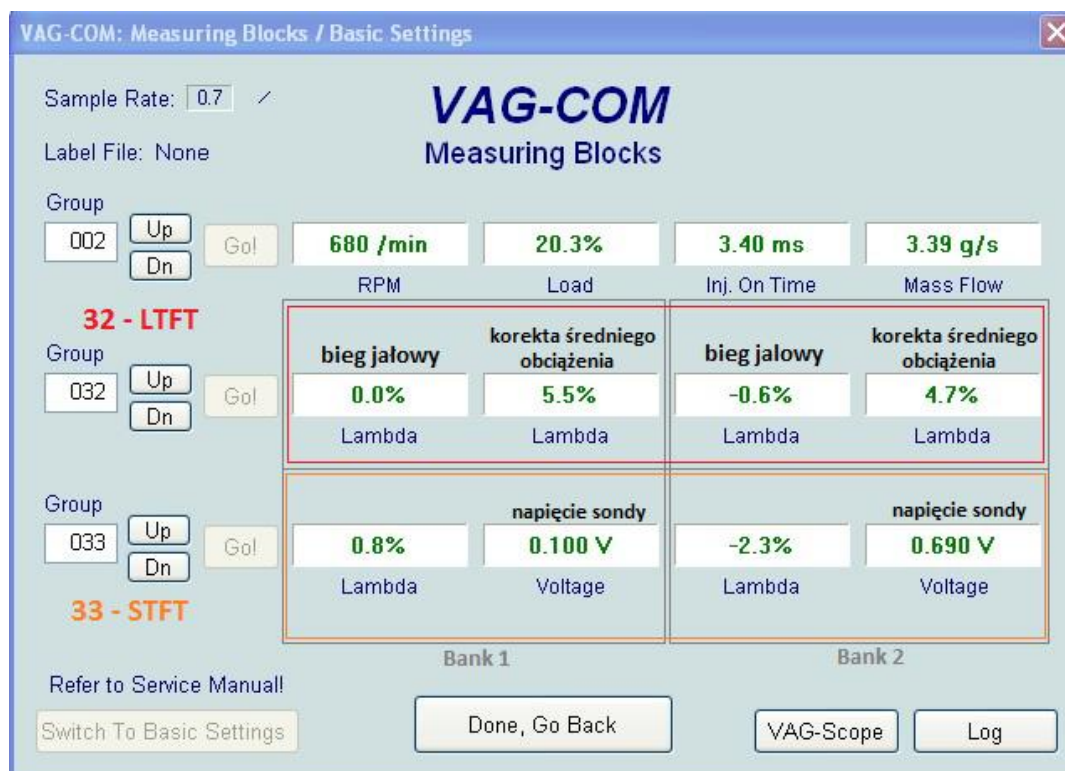 VAG-COM: Measuring Blocks / Basic Settings
Sample Rate: 0.7 /
VAG-COM
Label File: None
Measuring Blocks
Group
002 Up Dn Go! 680 /min 20.3% 3.40 ms 3.39 g/s
RPM Load Inj. On Time Mass Flow
32 - LTFT
Group
bieg jałowy korekta średniego obciążenia bieg jalowy korekta średniego obciążenia
032 Up Dn Go! 0.0% 5.5% -0.6% 4.7%
Lambda Lambda Lambda Lambda
Group
napięcie sondy napięcie sondy
033 Up Dn Go! 0.8% 0.100 V -2.3% 0.690 V
Lambda Voltage Lambda Voltage
33 - STFT
Bank 1 Bank 2
Refer to Service Manual!
Switch To Basic Settings Done, Go Back VAG-Scope Log